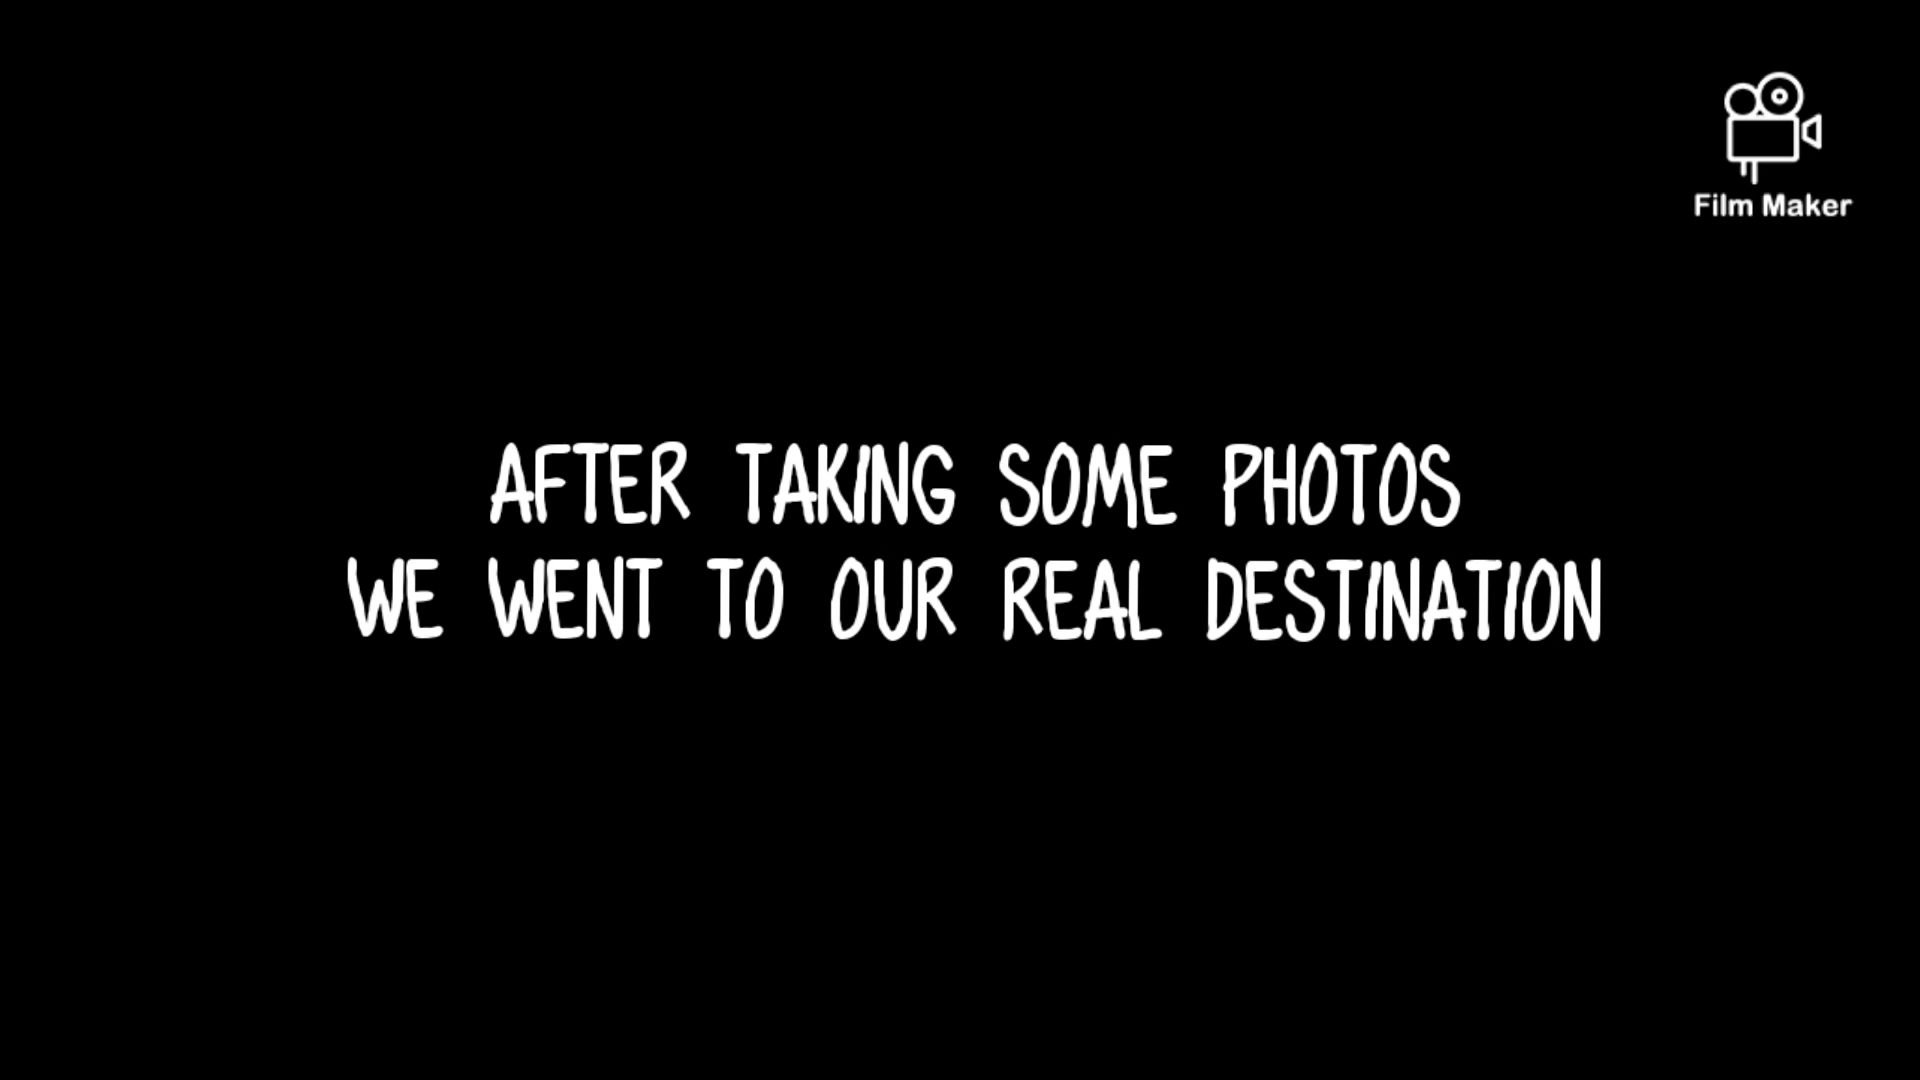 Film Maker
AFTER TAKING SOME PHOTOS
WE WENT TO OUR REAL DESTINATION